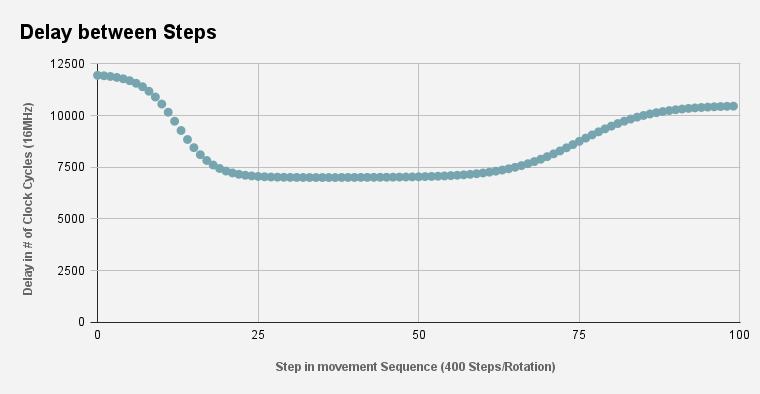 Delay between Steps
Delay in # of Clock Cycles (16MHz)
12500
10000
7500
5000
2500
0
0 25 50 75 100
Step in movement Sequence (400 Steps/Rotation)